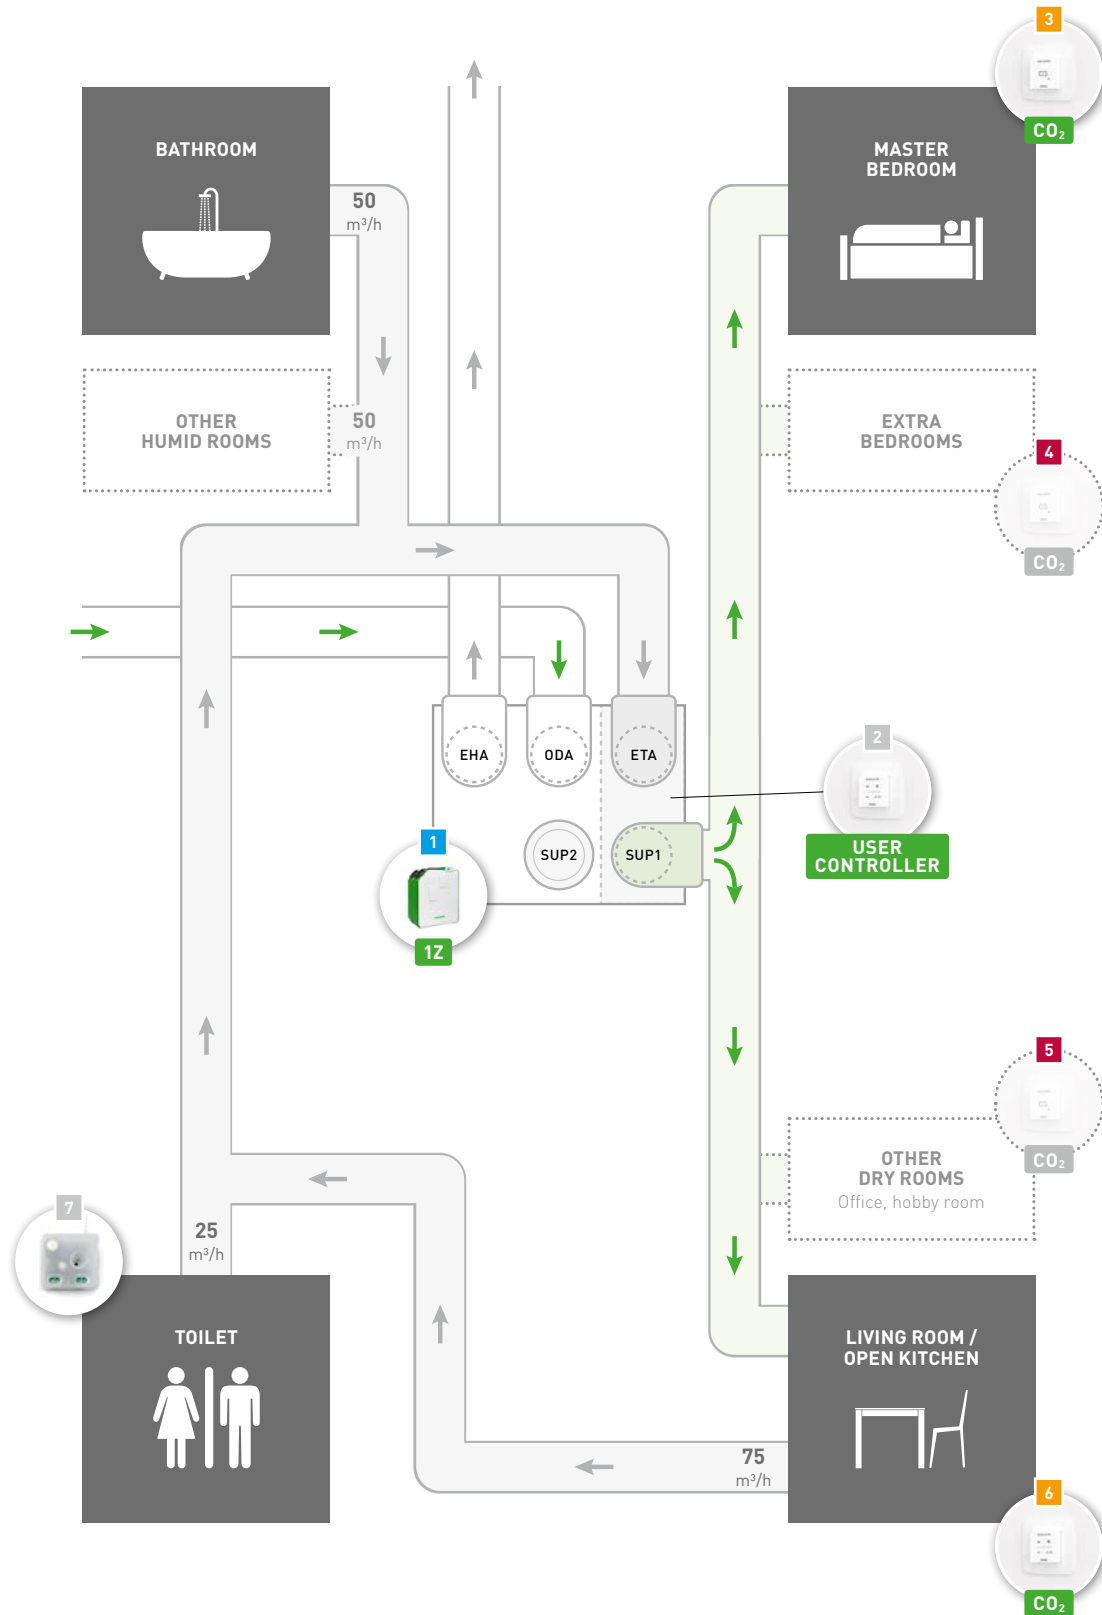 3
CO₂
BATHROOM
MASTER
BEDROOM
50
m³/h
OTHER
HUMID ROOMS
50
m³/h
EXTRA
BEDROOMS
4
CO₂
EHA
ODA
ETA
2
USER
CONTROLLER
SUP2
SUP1
1
1Z
5
CO₂
OTHER
DRY ROOMS
Office, hobby room
7
25
m³/h
TOILET
LIVING ROOM /
OPEN KITCHEN
75
m³/h
6
CO₂